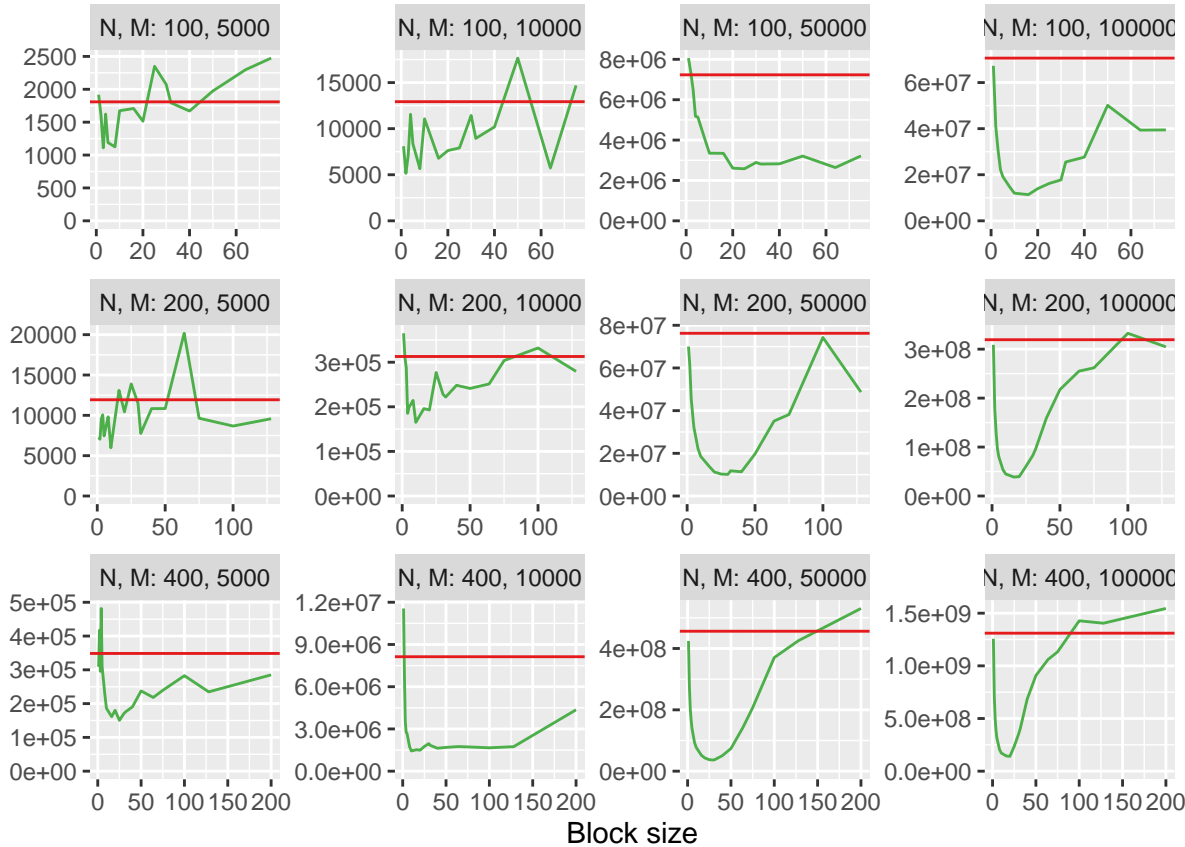 N, M: 100, 5000
N, M: 100, 10000
N, M: 100, 50000
N, M: 100, 100000
2500
2000
1500
1000
500
0
15000
10000
5000
0
8e+06
6e+06
4e+06
2e+06
0e+00
6e+07
4e+07
2e+07
0e+00
0 20 40 60
0 20 40 60
0 20 40 60
0 20 40 60
N, M: 200, 5000
N, M: 200, 10000
N, M: 200, 50000
N, M: 200, 100000
20000
15000
10000
5000
0
3e+05
2e+05
1e+05
0e+00
8e+07
6e+07
4e+07
2e+07
0e+00
3e+08
2e+08
1e+08
0e+00
0 50 100
0 50 100
0 50 100
0 50 100
N, M: 400, 5000
N, M: 400, 10000
N, M: 400, 50000
N, M: 400, 100000
5e+05
4e+05
3e+05
2e+05
1e+05
0e+00
1.2e+07
9.0e+06
6.0e+06
3.0e+06
0.0e+00
4e+08
2e+08
0e+00
1.5e+09
1.0e+09
5.0e+08
0.0e+00
0 50 100 150 200
0 50 100 150 200
0 50 100 150 200
0 50 100 150 200
Block size